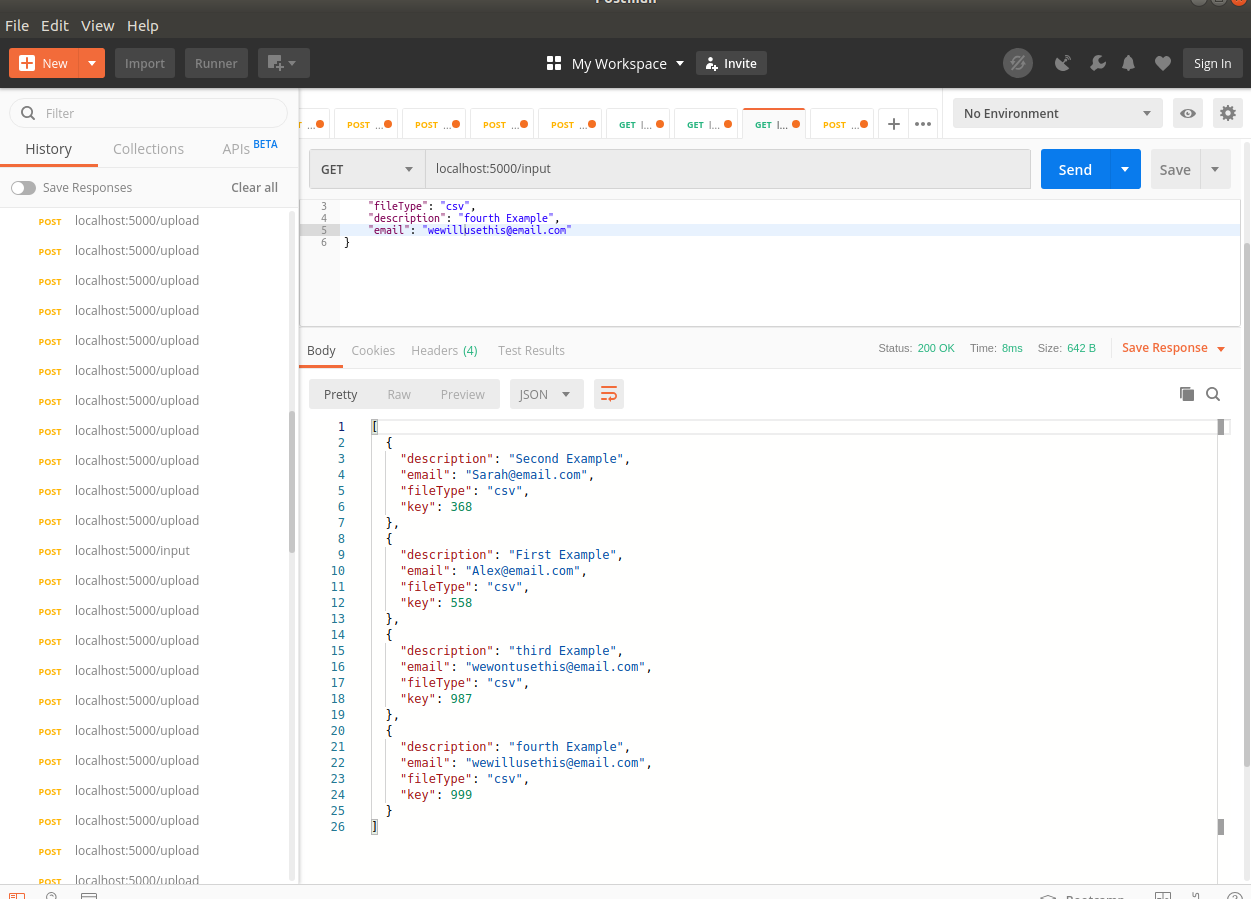 Postman
File Edit View Help
New Import Runner My Workspace Invite Sign In
Filter
History Collections APIs BETA
Save Responses Clear all
POST localhost:5000/upload
POST localhost:5000/upload
POST localhost:5000/upload
POST localhost:5000/upload
POST localhost:5000/upload
POST localhost:5000/upload
POST localhost:5000/upload
POST localhost:5000/upload
POST localhost:5000/upload
POST localhost:5000/upload
POST localhost:5000/upload
POST localhost:5000/input
POST localhost:5000/upload
POST localhost:5000/upload
POST localhost:5000/upload
POST localhost:5000/upload
POST localhost:5000/upload
POST localhost:5000/upload
POST localhost:5000/upload
POST localhost:5000/upload
POST localhost:5000/upload
POST localhost:5000/upload
POST localhost:5000/upload
T ... POST ... POST ... POST ... POST ... GET l... GET l... GET l... POST ... + •••
No Environment
GET localhost:5000/input Send Save
3 "fileType": "csv",
4 "description": "fourth Example",
5 "email": "wewillusethis@email.com"
6 }
Body Cookies Headers (4) Test Results Status: 200 OK Time: 8ms Size: 642 B Save Response
Pretty Raw Preview JSON
1 [
2 {
3 "description": "Second Example",
4 "email": "Sarah@email.com",
5 "fileType": "csv",
6 "key": 368
7 },
8 {
9 "description": "First Example",
10 "email": "Alex@email.com",
11 "fileType": "csv",
12 "key": 558
13 },
14 {
15 "description": "third Example",
16 "email": "wewontusethis@email.com",
17 "fileType": "csv",
18 "key": 987
19 },
20 {
21 "description": "fourth Example",
22 "email": "wewillusethis@email.com",
23 "fileType": "csv",
24 "key": 999
25 }
26 ]
Bootcamp